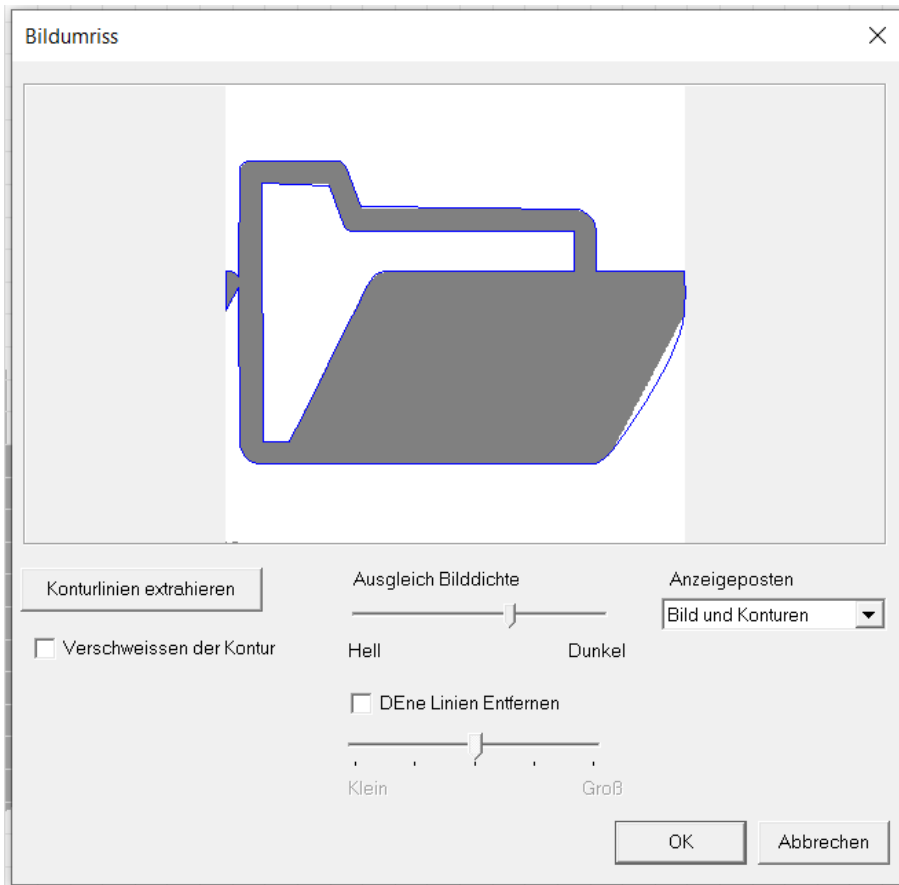 Bildumriss
Konturlinien extrahieren
Ausgleich Bilddichte
Anzeigeposten
Bild und Konturen
Verschweissen der Kontur
Hell
Dunkel
DEne Linien Entfernen
Klein
Groß
OK
Abbrechen